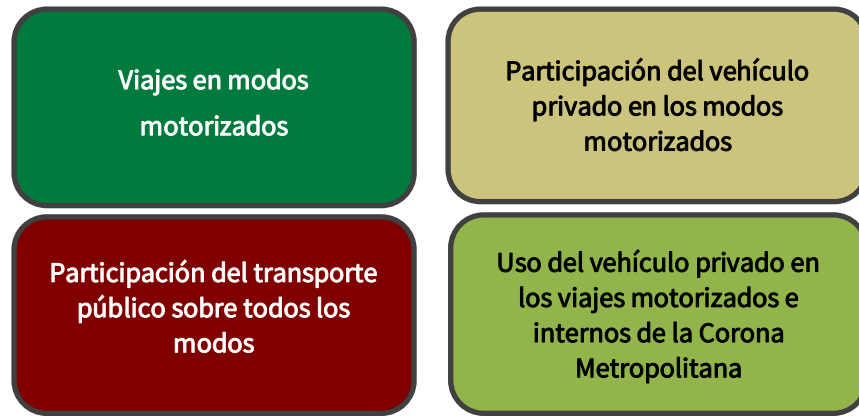 Viajes en modos
motorizados
Participación del vehículo
privado en los modos
motorizados
Participación del transporte
público sobre todos los
modos
Uso del vehículo privado en
los viajes motorizados e
internos de la Corona
Metropolitana